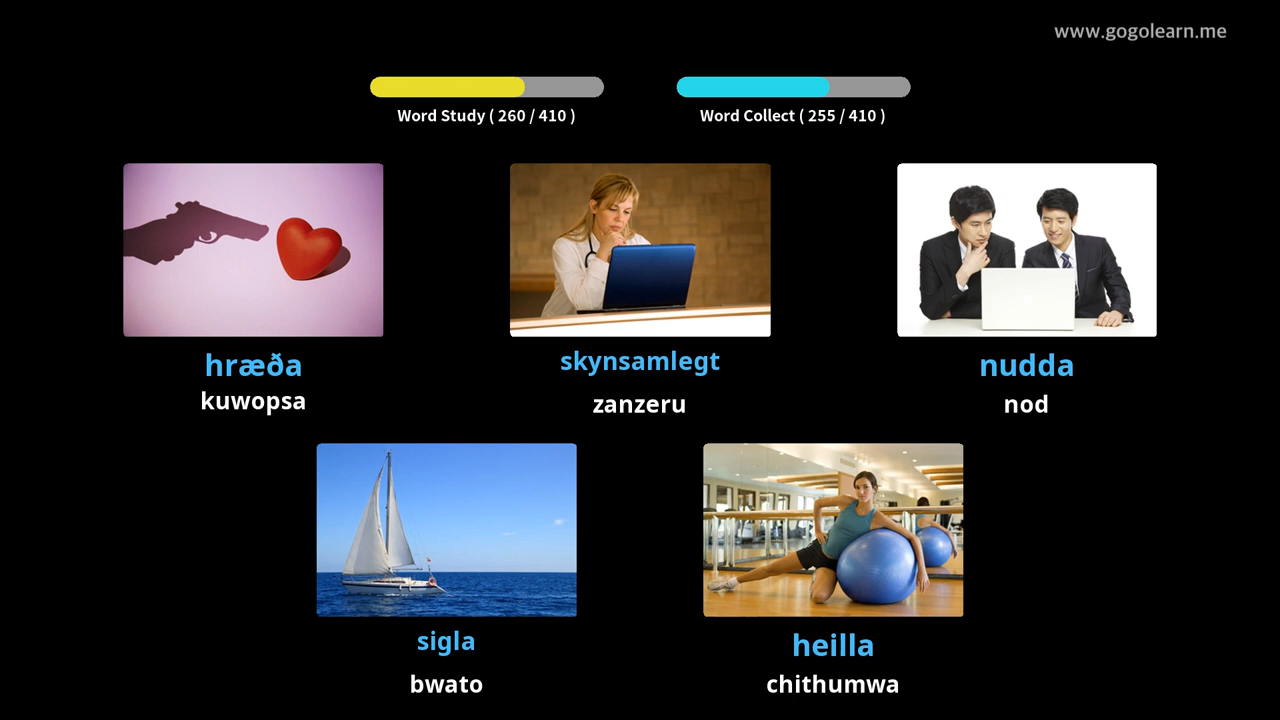 www.gogolearn.me
Word Study ( 260 / 410 )
Word Collect ( 255 / 410 )
hræða
kuwopsa
skynsamlegt
zanzeru
nudda
nod
sigla
bwato
heilla
chithumwa